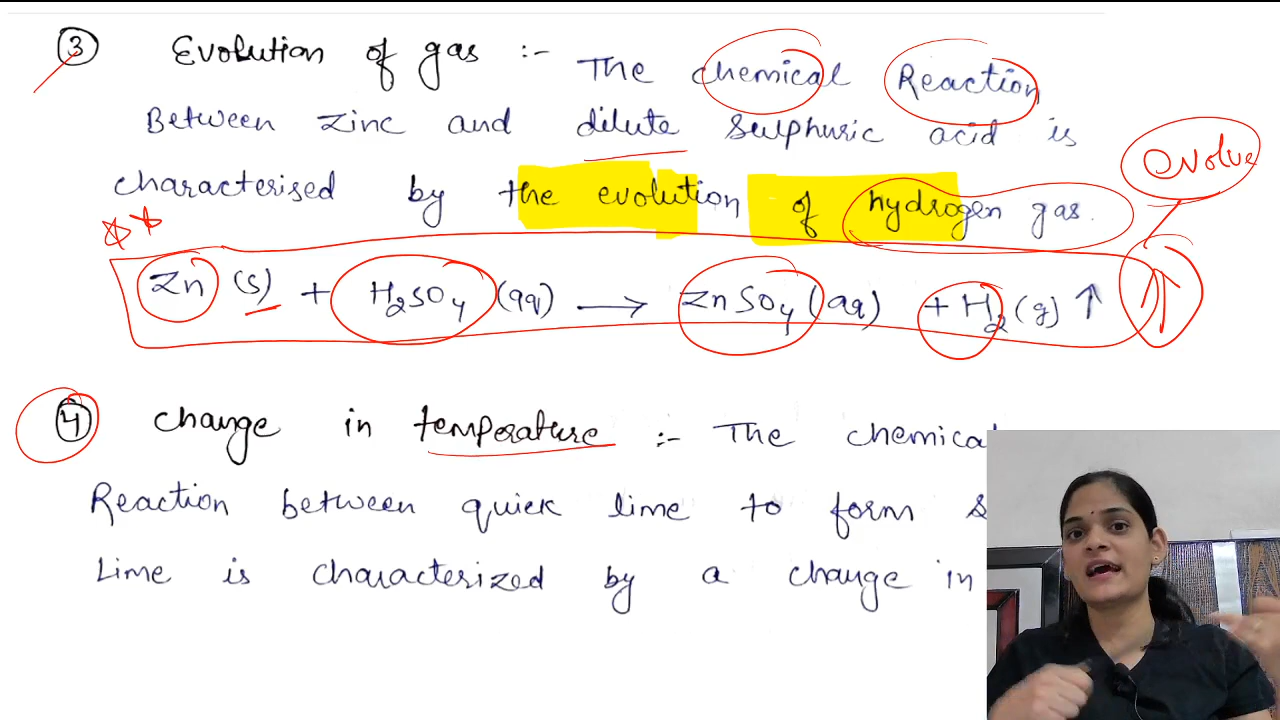 ③ Evolution of gas :- The chemical Reaction
Between zinc and dilute sulphuric acid is
characterised by the evolution of hydrogen gas.
evolve
Zn (s) + H₂SO₄ (aq) → ZnSO₄ (aq) + H₂ (g) ↑ ⇑
④ Change in temperature :- The chemica
Reaction between quick lime to form s
Lime is characterized by a change in